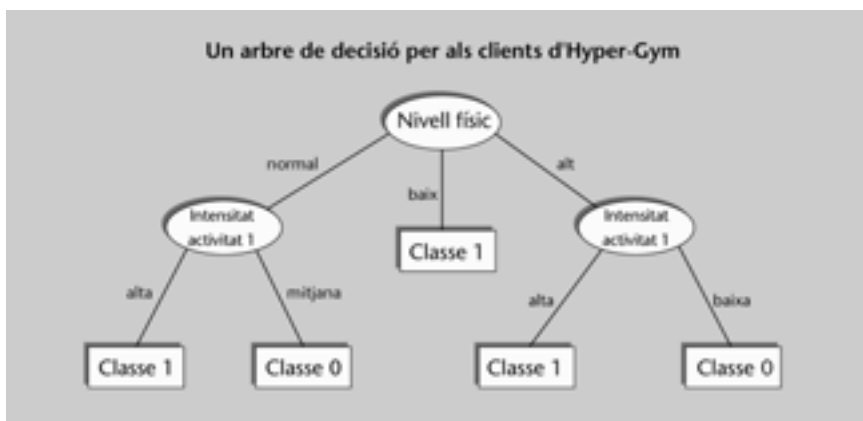 Un arbre de decisió per als clients d'Hyper-Gym
Nivell físic
normal
baix
alt
Intensitat
activitat 1
Classe 1
Intensitat
activitat 1
alta
mitjana
alta
baixa
Classe 1
Classe 0
Classe 1
Classe 0